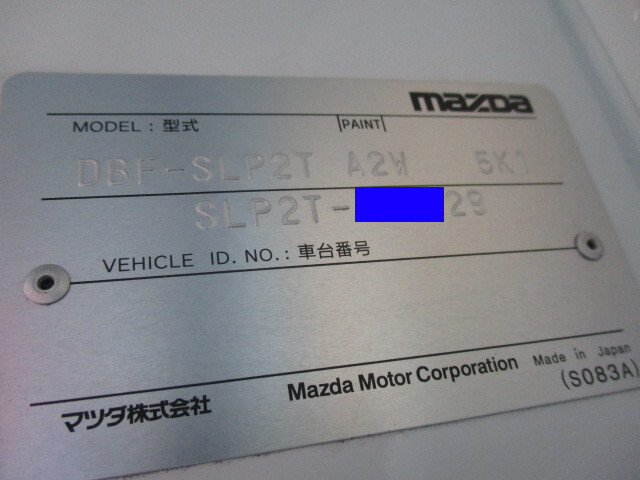 mazda
MODEL : 型式 PAINT
DBF-SLP2T A2W 5K1
SLP2T- 29
VEHICLE ID. NO. : 車台番号
マツダ株式会社 Mazda Motor Corporation Made in Japan
(S083A)